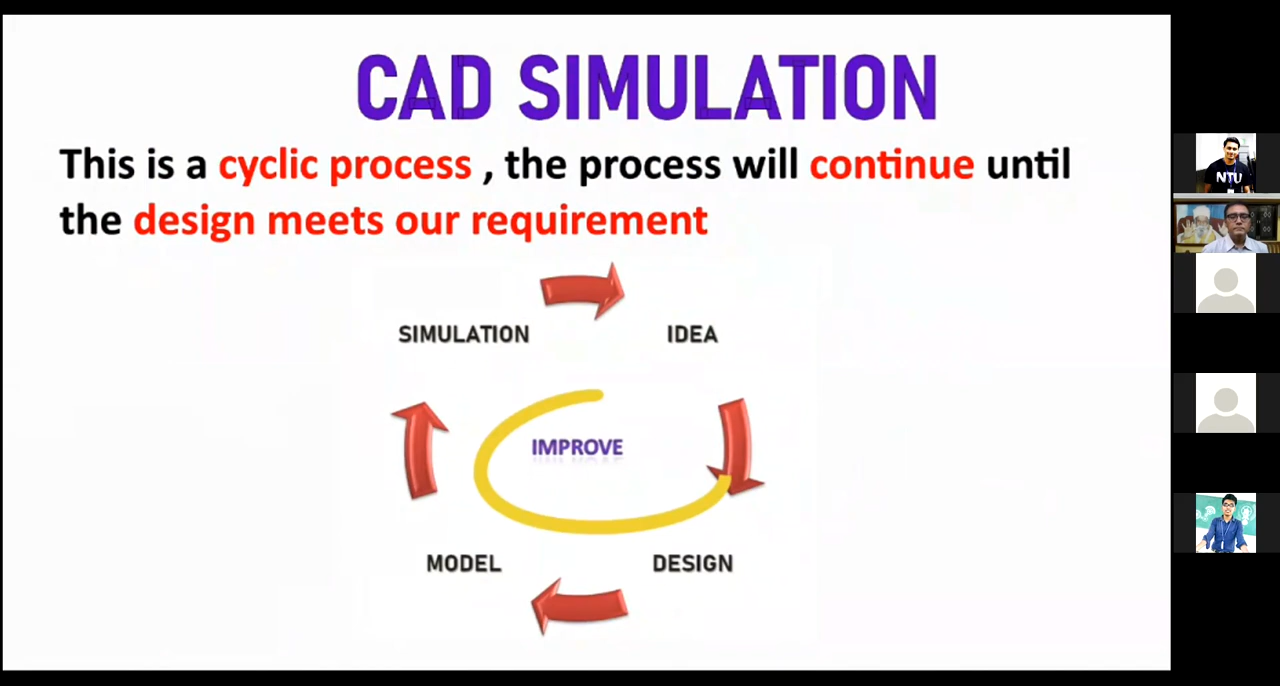 CAD SIMULATION
This is a cyclic process , the process will continue until
the design meets our requirement
SIMULATION
IDEA
IMPROVE
MODEL
DESIGN
NTU